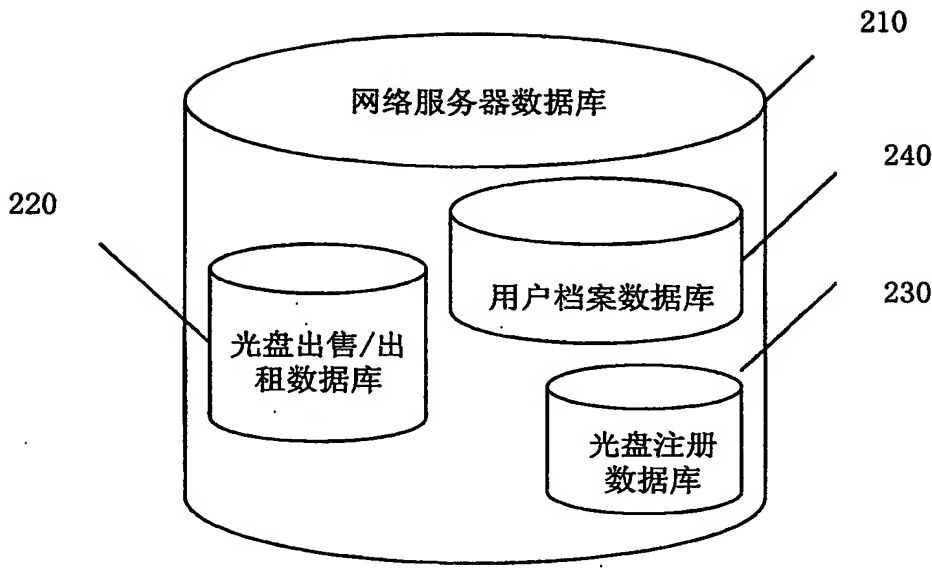 210
网络服务器数据库
240
220
用户档案数据库
230
光盘出售/出
租数据库
光盘注册
数据库